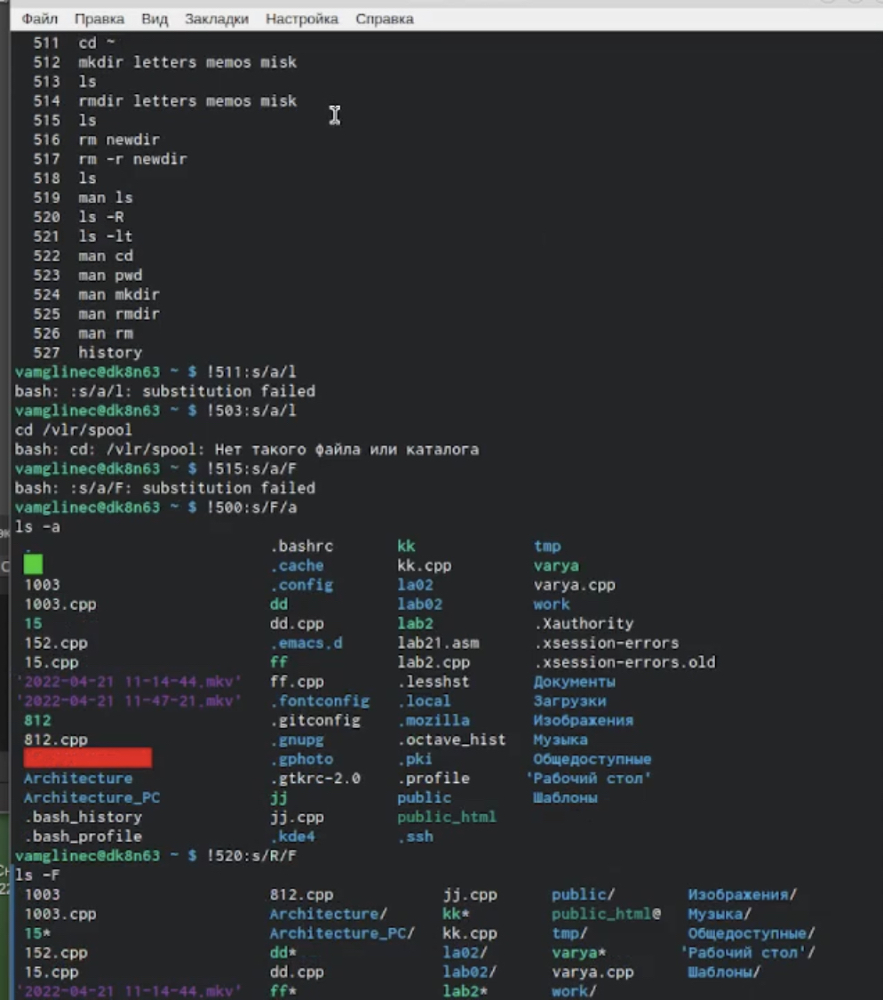 Файл Правка Вид Закладки Настройка Справка
511 cd ~
512 mkdir letters memos misk
513 ls
514 rmdir letters memos misk
515 ls
516 rm newdir
517 rm -r newdir
518 ls
519 man ls
520 ls -R
521 ls -lt
522 man cd
523 man pwd
524 man mkdir
525 man rmdir
526 man rm
527 history
vamglinec@dk8n63 ~ $ !511:s/a/l
bash: :s/a/l: substitution failed
vamglinec@dk8n63 ~ $ !503:s/a/l
cd /vlr/spool
bash: cd: /vlr/spool: Нет такого файла или каталога
vamglinec@dk8n63 ~ $ !515:s/a/F
bash: :s/a/F: substitution failed
vamglinec@dk8n63 ~ $ !500:s/F/a
ls -a
. .bashrc kk tmp
.cache kk.cpp varya
1003 .config la02 varya.cpp
1003.cpp dd lab02 work
15 dd.cpp lab2 .Xauthority
152.cpp .emacs.d lab21.asm .xsession-errors
15.cpp ff lab2.cpp .xsession-errors.old
'2022-04-21 11-14-44.mkv' ff.cpp .lesshst Документы
'2022-04-21 11-47-21.mkv' .fontconfig .local Загрузки
812 .gitconfig .mozilla Изображения
812.cpp .gnupg .octave_hist Музыка
.gphoto .pki Общедоступные
Architecture .gtkrc-2.0 .profile 'Рабочий стол'
Architecture_PC jj public Шаблоны
.bash_history jj.cpp public_html
.bash_profile .kde4 .ssh
vamglinec@dk8n63 ~ $ !520:s/R/F
ls -F
1003 812.cpp jj.cpp public/ Изображения/
1003.cpp Architecture/ kk* public_html@ Музыка/
15* Architecture_PC/ kk.cpp tmp/ Общедоступные/
152.cpp dd* la02/ varya* 'Рабочий стол'/
15.cpp dd.cpp lab02/ varya.cpp Шаблоны/
'2022-04-21 11-14-44.mkv' ff* lab2* work/